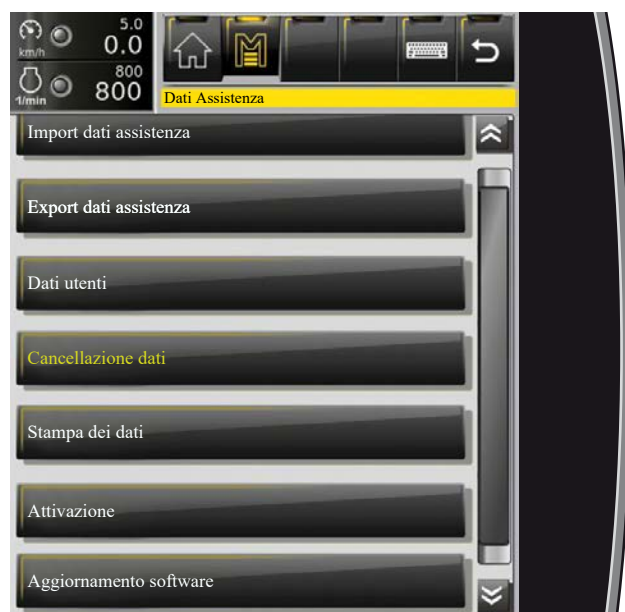 5.0
km/h 0.0
800
1/min 800
Dati Assistenza
Import dati assistenza
Export dati assistenza
Dati utenti
Cancellazione dati
Stampa dei dati
Attivazione
Aggiornamento software